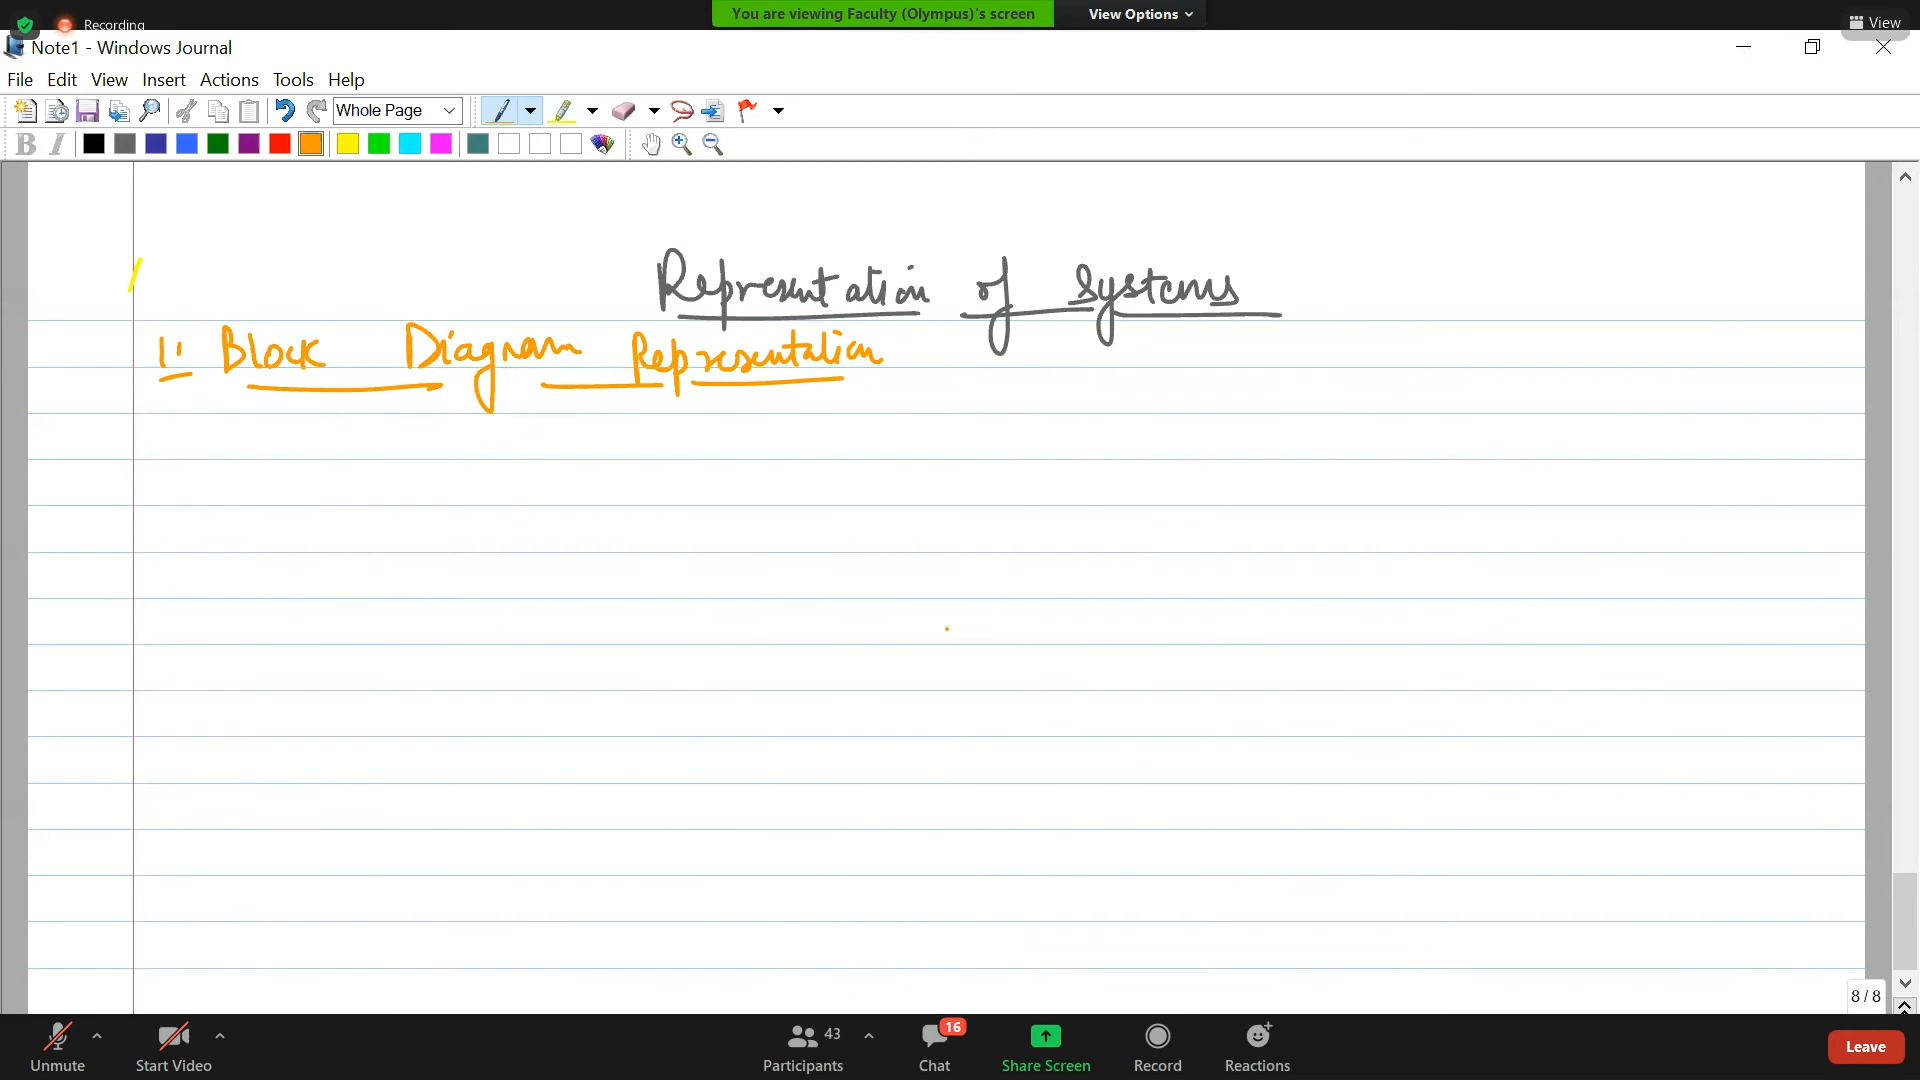 Recording
You are viewing Faculty (Olympus)'s screen
View Options
View
Note1 - Windows Journal
File Edit View Insert Actions Tools Help
Whole Page
B I
Representation of systems
1. Block Diagram Representation
8 / 8
Unmute
Start Video
43
Participants
16
Chat
Share Screen
Record
Reactions
Leave